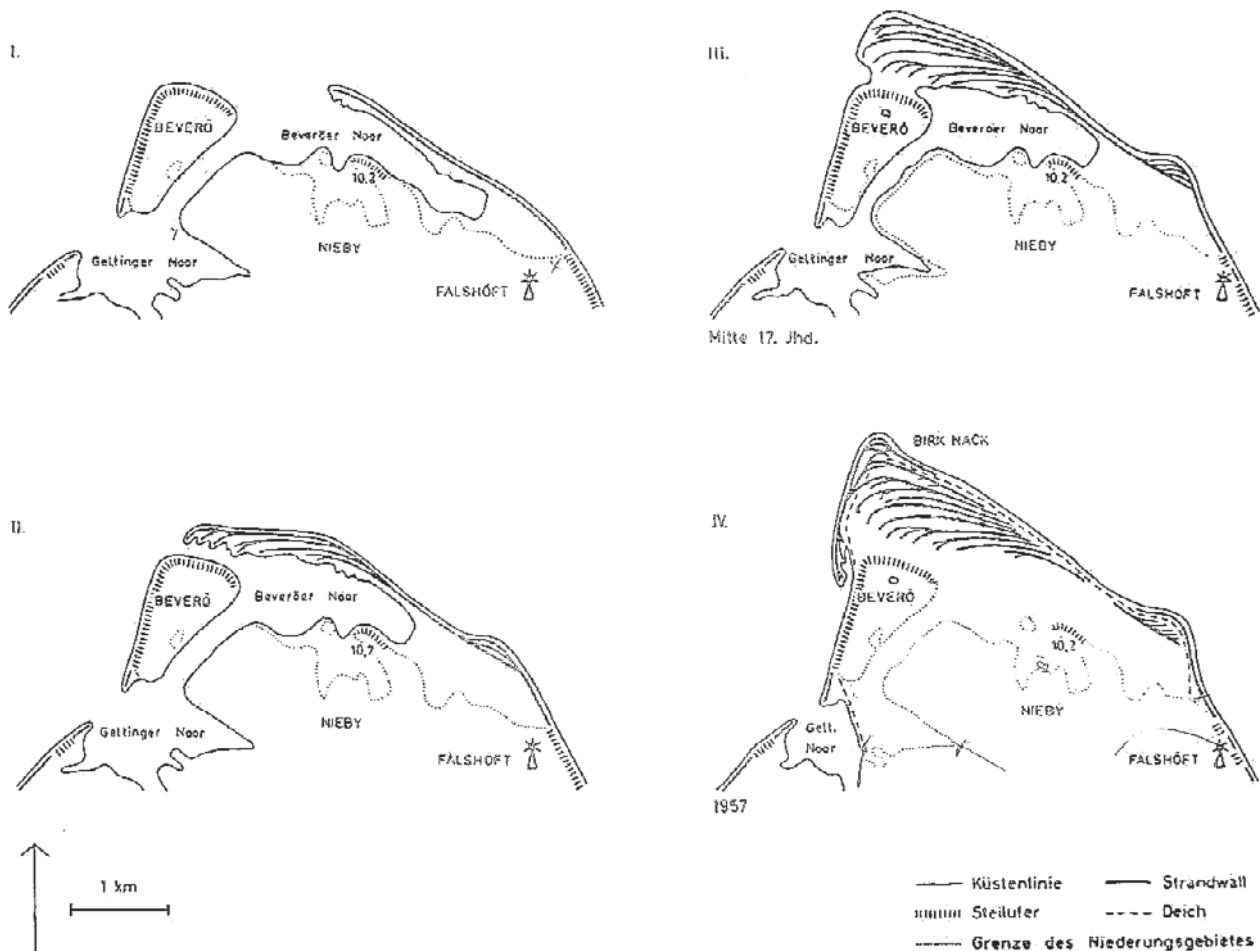 I.
BEVERÖ
Beveröer Noor
10,2
NIEBY
Geltinger Noor
FALSHÖFT
III.
BEVERÖ
Beveröer Noor
10,2
NIEBY
Geltinger Noor
FALSHÖFT
Mitte 17. Jhd.
II.
BEVERÖ
Beveröer Noor
10,2
NIEBY
Geltinger Noor
FALSHÖFT
BIRK NACK
IV.
BEVERÖ
10,2
NIEBY
Gelt.
Noor
FALSHÖFT
1957
1 km
Küstenlinie
Strandwall
Steilufer
Deich
Grenze des Niederungsgebietes